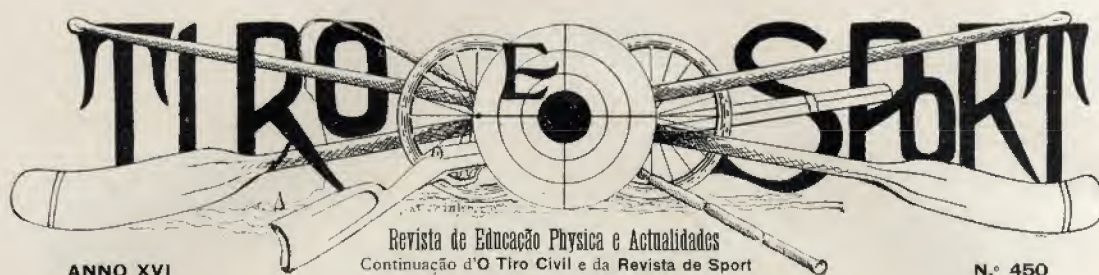 TIRO E SPORT
Revista de Educação Physica e Actualidades
Continuação d'O Tiro Civil e da Revista de Sport
ANNO XVI N.º 450